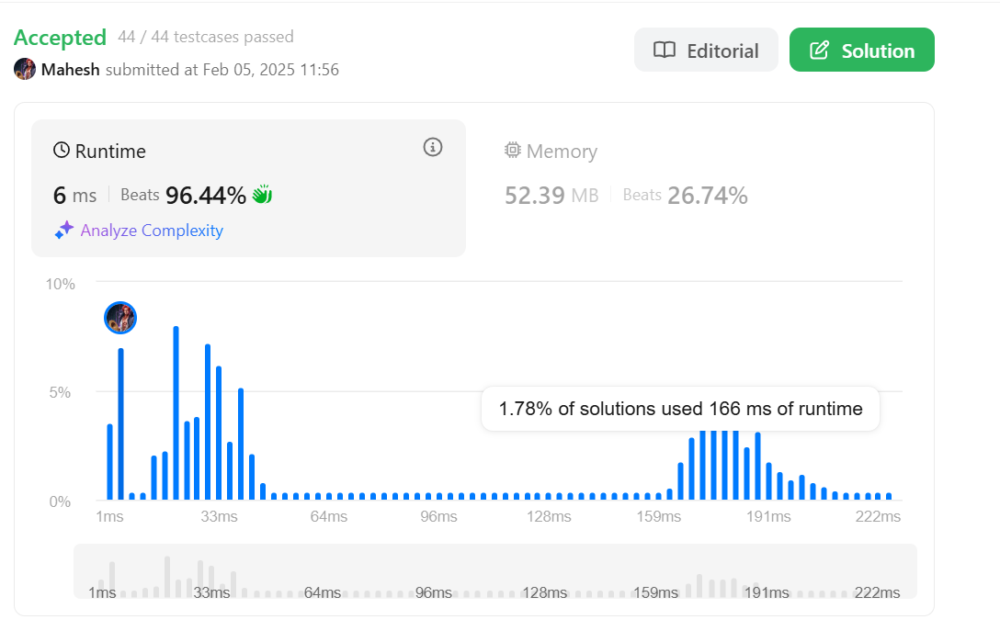 Accepted 44 / 44 testcases passed
Mahesh submitted at Feb 05, 2025 11:56
Editorial
Solution
Runtime
6 ms Beats 96.44%
Analyze Complexity
Memory
52.39 MB Beats 26.74%
10%
5%
0%
1.78% of solutions used 166 ms of runtime
1ms 33ms 64ms 96ms 128ms 159ms 191ms 222ms
1ms 33ms 64ms 96ms 128ms 159ms 191ms 222ms